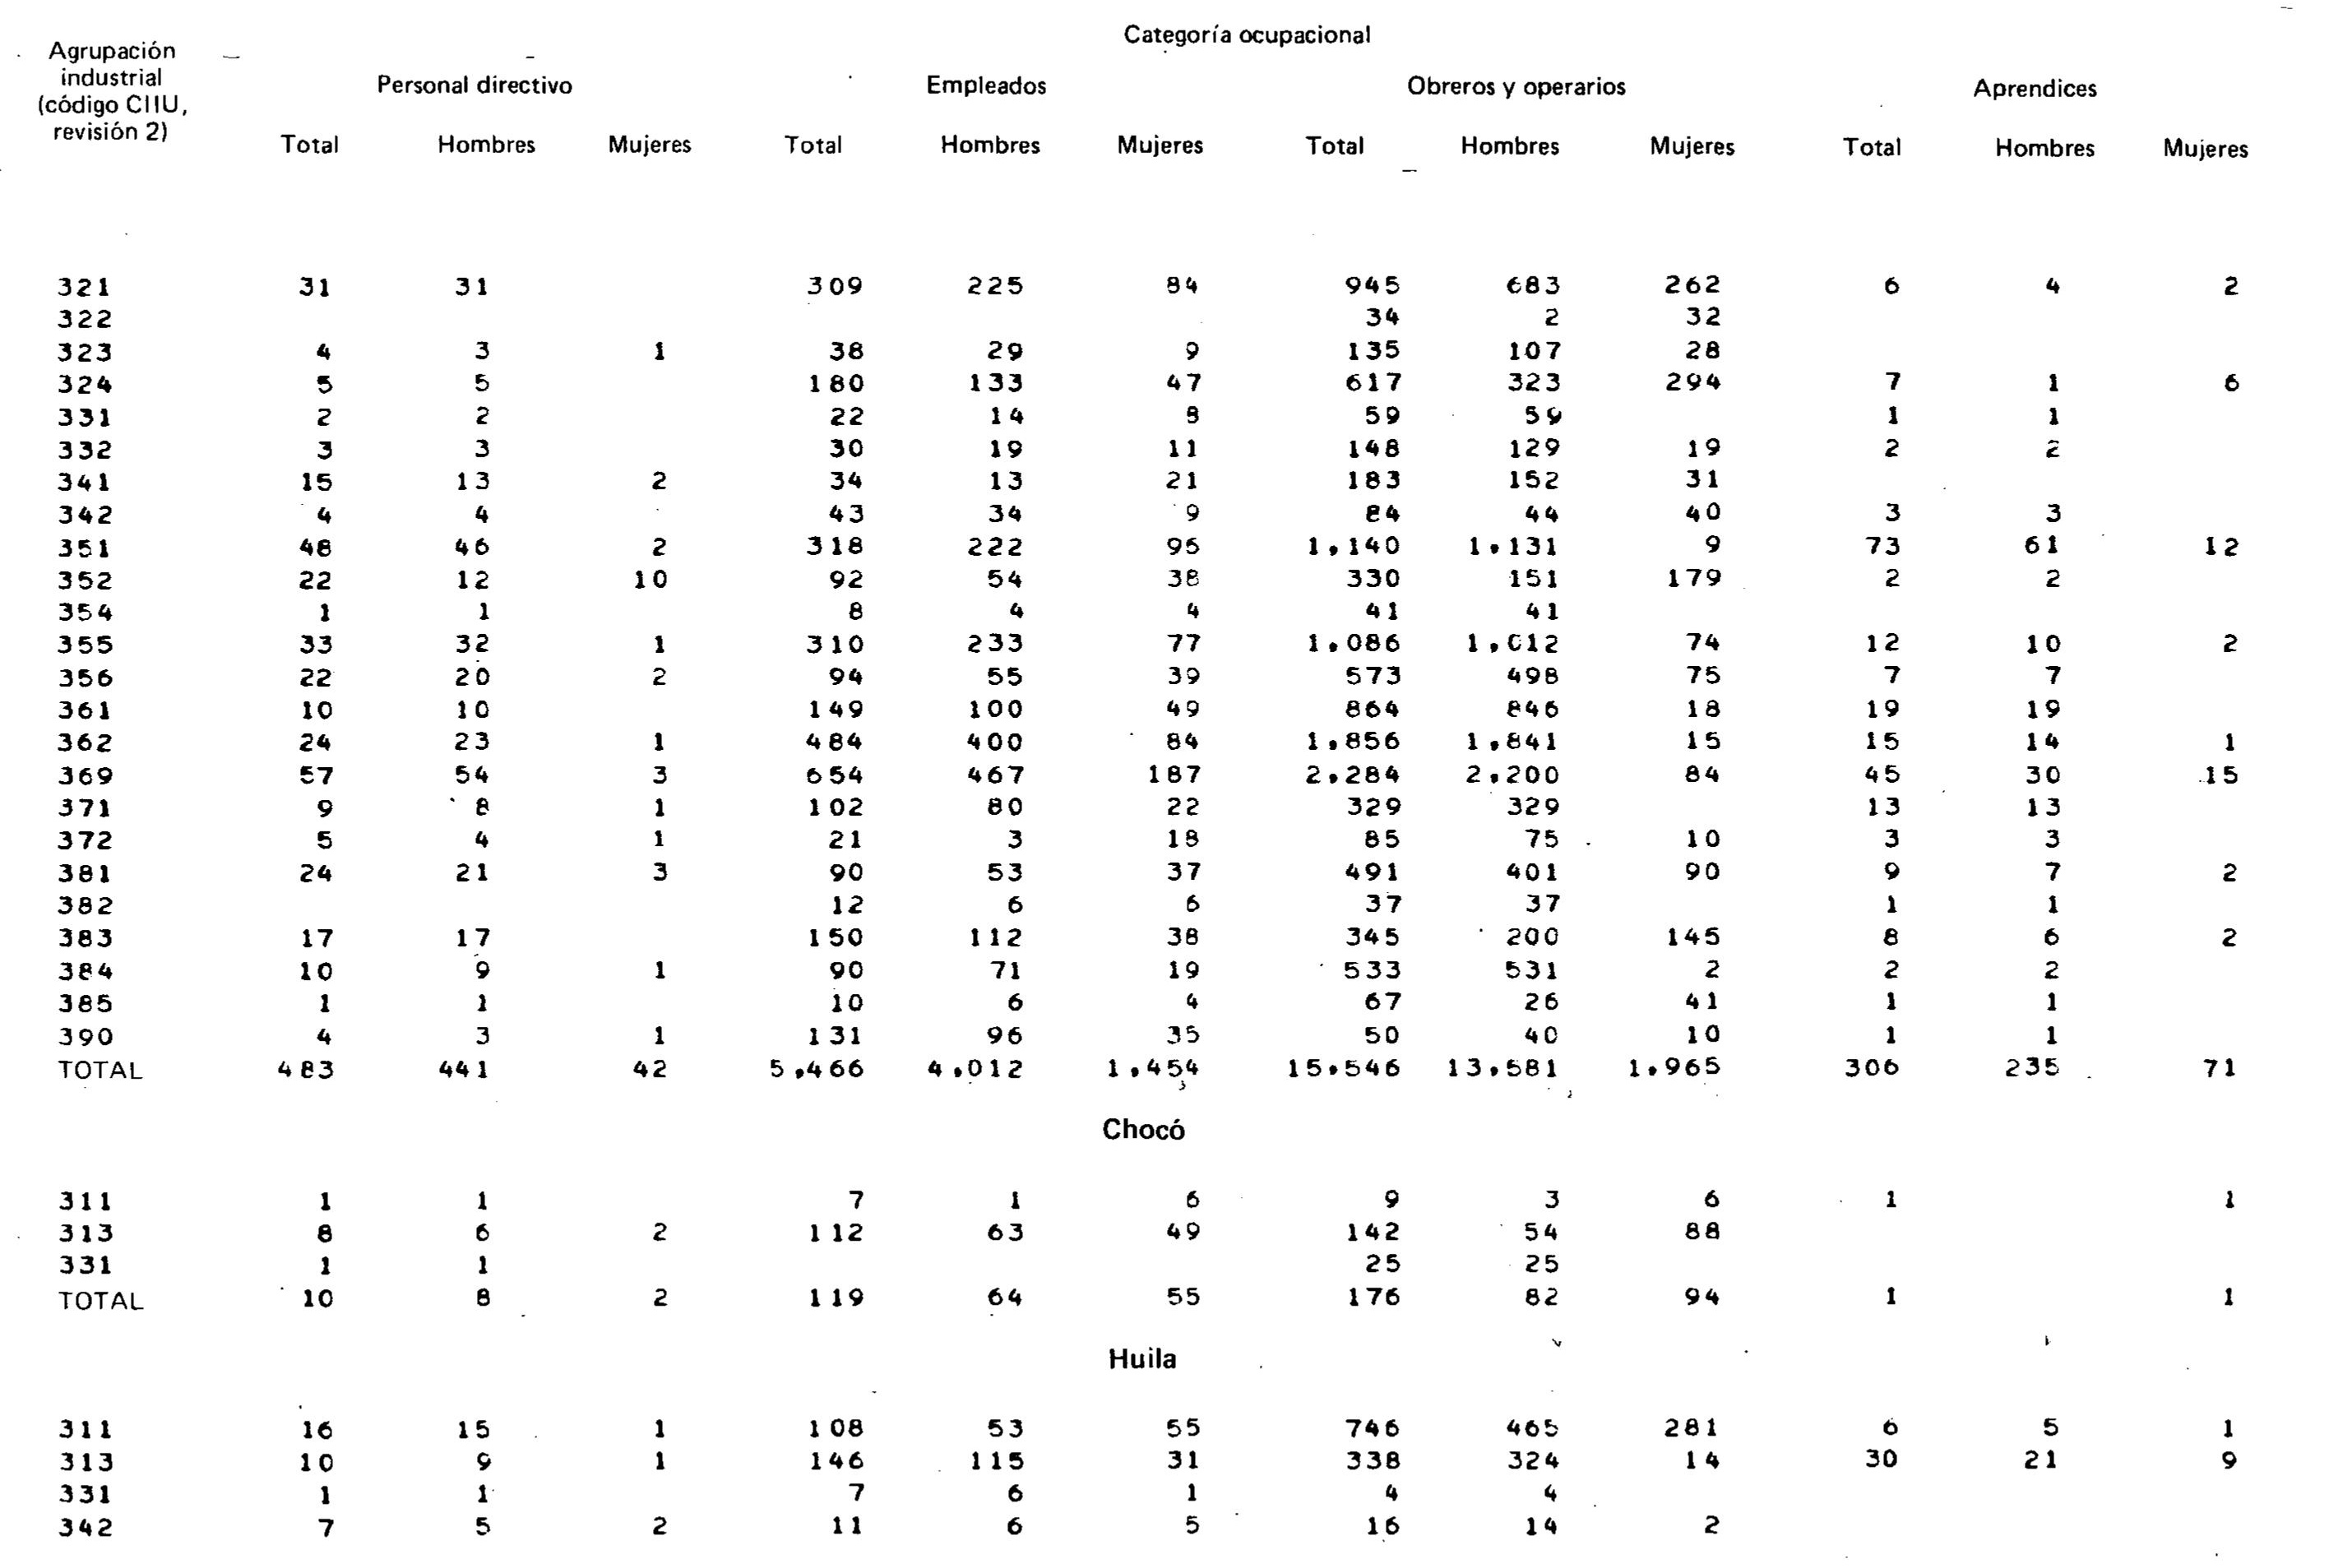 Categoría ocupacional
Agrupación industrial (código CIIU, revisión 2)
Personal directivo Empleados Obreros y operarios Aprendices
Total Hombres Mujeres Total Hombres Mujeres Total Hombres Mujeres Total Hombres Mujeres
321 31 31 309 225 84 945 683 262 6 4 2
322 34 2 32
323 4 3 1 38 29 9 135 107 28
324 5 5 180 133 47 617 323 294 7 1 6
331 2 2 22 14 8 59 59 1 1
332 3 3 30 19 11 148 129 19 2 2
341 15 13 2 34 13 21 183 152 31
342 4 4 43 34 9 84 44 40 3 3
351 48 46 2 318 222 96 1,140 1,131 9 73 61 12
352 22 12 10 92 54 38 330 151 179 2 2
354 1 1 8 4 4 41 41
355 33 32 1 310 233 77 1,086 1,012 74 12 10 2
356 22 20 2 94 55 39 573 498 75 7 7
361 10 10 149 100 49 864 846 18 19 19
362 24 23 1 484 400 84 1,856 1,841 15 15 14 1
369 57 54 3 654 467 187 2,284 2,200 84 45 30 15
371 9 8 1 102 80 22 329 329 13 13
372 5 4 1 21 3 18 85 75 10 3 3
381 24 21 3 90 53 37 491 401 90 9 7 2
382 12 6 6 37 37 1 1
383 17 17 150 112 38 345 200 145 8 6 2
384 10 9 1 90 71 19 533 531 2 2 2
385 1 1 10 6 4 67 26 41 1 1
390 4 3 1 131 96 35 50 40 10 1 1
TOTAL 483 441 42 5,466 4,012 1,454 15,546 13,581 1,965 306 235 71
Chocó
311 1 1 7 1 6 9 3 6 1 1
313 8 6 2 112 63 49 142 54 88
331 1 1 25 25
TOTAL 10 8 2 119 64 55 176 82 94 1 1
Huila
311 16 15 1 108 53 55 746 465 281 6 5 1
313 10 9 1 146 115 31 338 324 14 30 21 9
331 1 1 7 6 1 4 4
342 7 5 2 11 6 5 16 14 2